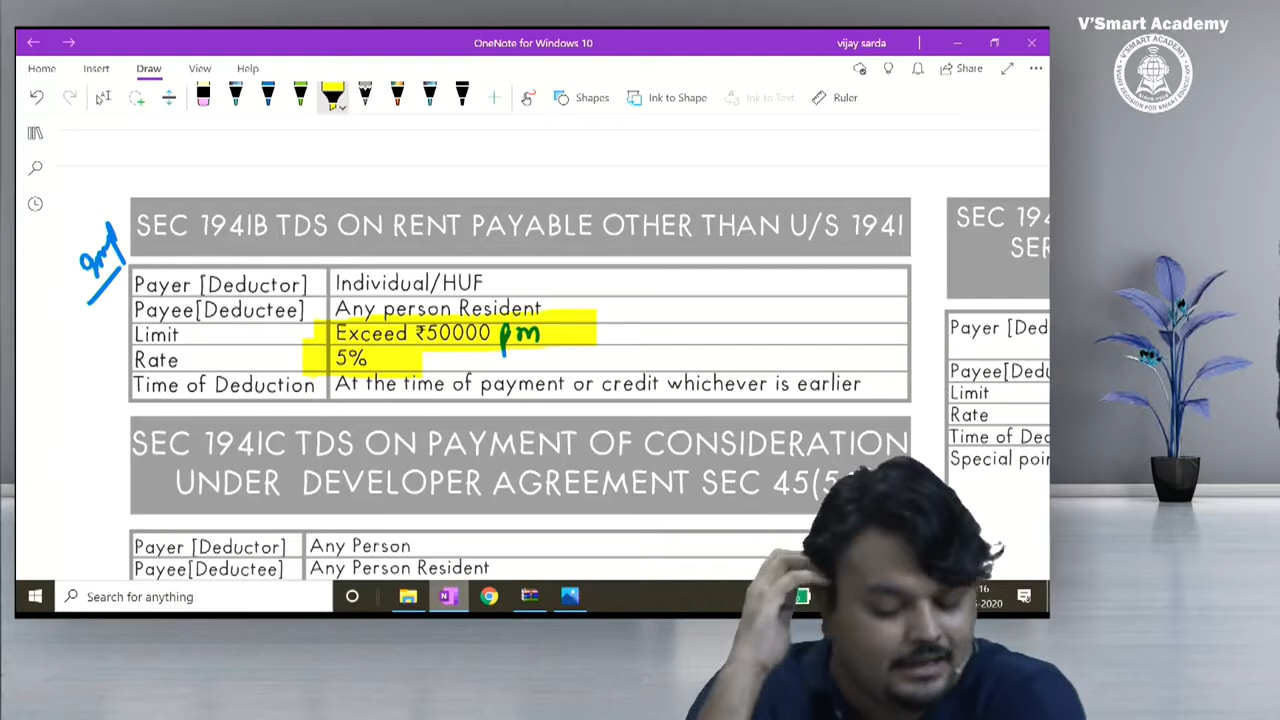 V'Smart Academy
OneNote for Windows 10
vijay sarda
Home Insert Draw View Help
Share
Shapes Ink to Shape Ink to Text Ruler
SEC 194IB TDS ON RENT PAYABLE OTHER THAN U/S 194I
Imp
Payer [Deductor] Individual/HUF
Payee[Deductee] Any person Resident
Limit Exceed ₹50000 pm
Rate 5%
Time of Deduction At the time of payment or credit whichever is earlier
SEC 194IC TDS ON PAYMENT OF CONSIDERATION
UNDER DEVELOPER AGREEMENT SEC 45(5
Payer [Deductor] Any Person
Payee[Deductee] Any Person Resident
SEC 194
SER
Payer [Ded
Payee[Dedu
Limit
Rate
Time of Dec
Special poin
Search for anything
16
-2020